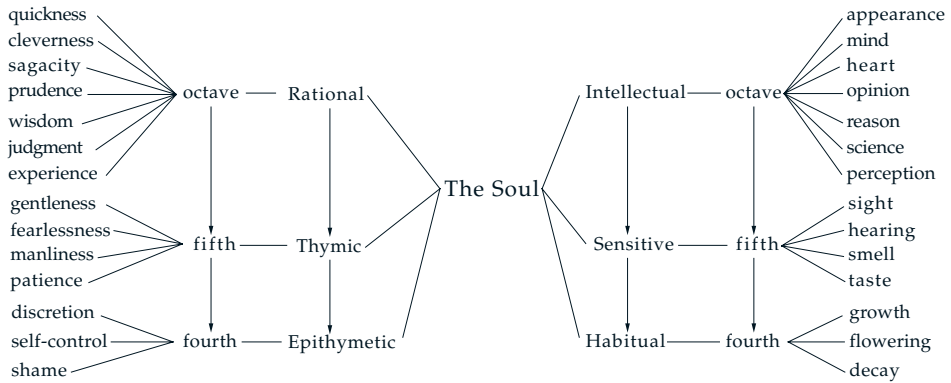 quickness
cleverness
sagacity
prudence
wisdom
judgment
experience
octave
Rational
gentleness
fearlessness
manliness
patience
fifth
Thymic
discretion
self-control
shame
fourth
Epithymetic
The Soul
Intellectual
octave
appearance
mind
heart
opinion
reason
science
perception
Sensitive
fifth
sight
hearing
smell
taste
Habitual
fourth
growth
flowering
decay